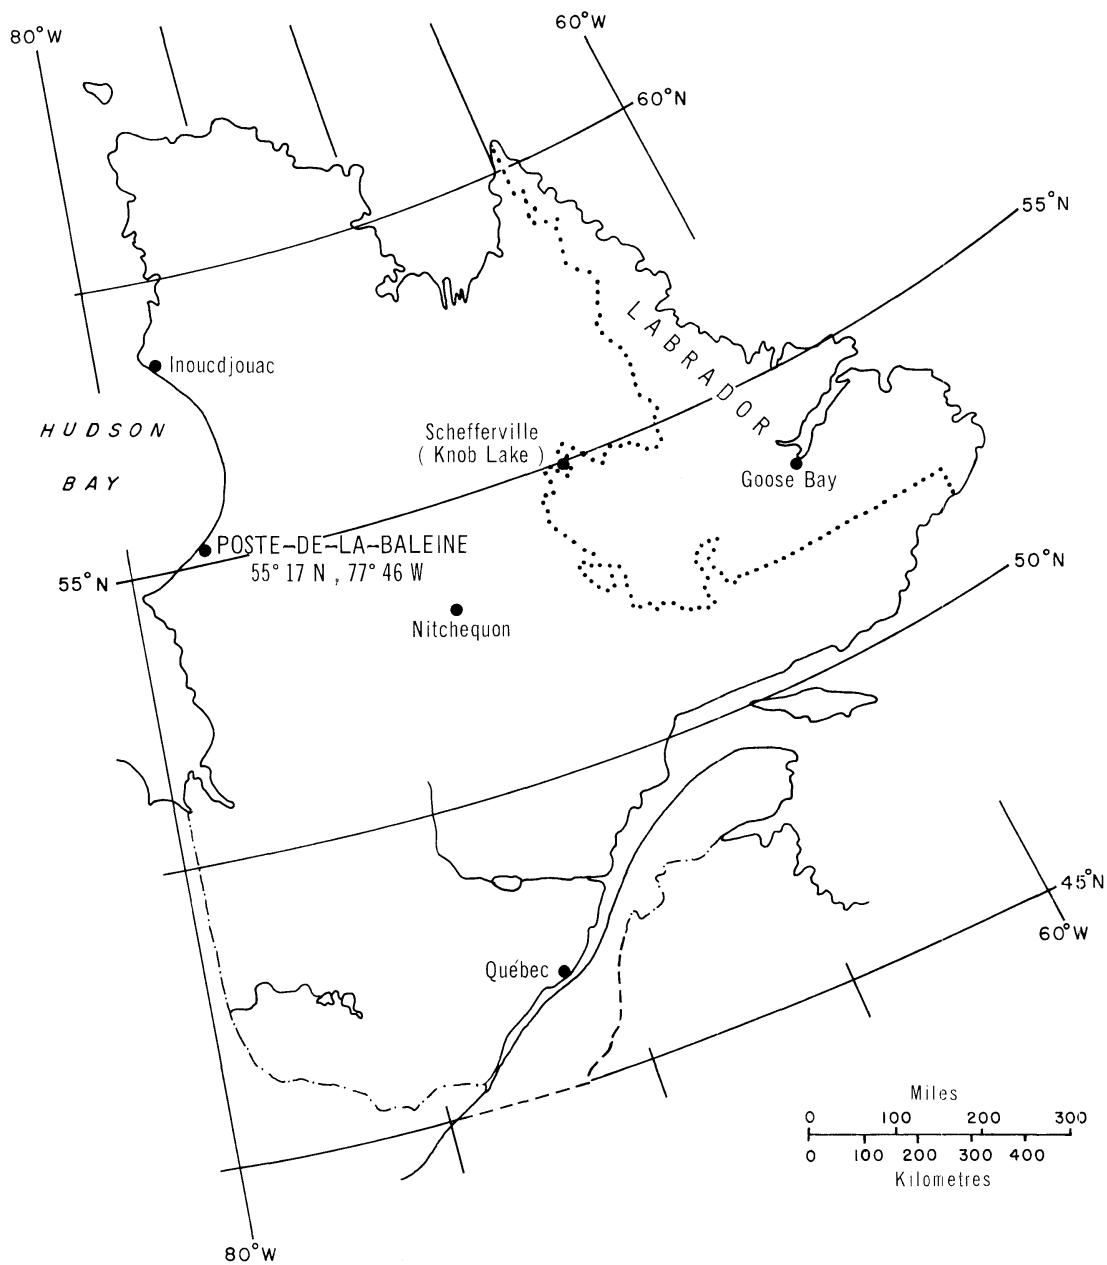 80°W
60°W
60°N
55°N
LABRADOR
Inoucdjouac
HUDSON
BAY
Schefferville
( Knob Lake )
Goose Bay
POSTE-DE-LA-BALEINE
55° 17 N , 77° 46 W
55°N
50°N
Nitchequon
45°N
60°W
Québec
Miles
0 100 200 300
0 100 200 300 400
Kilometres
80°W